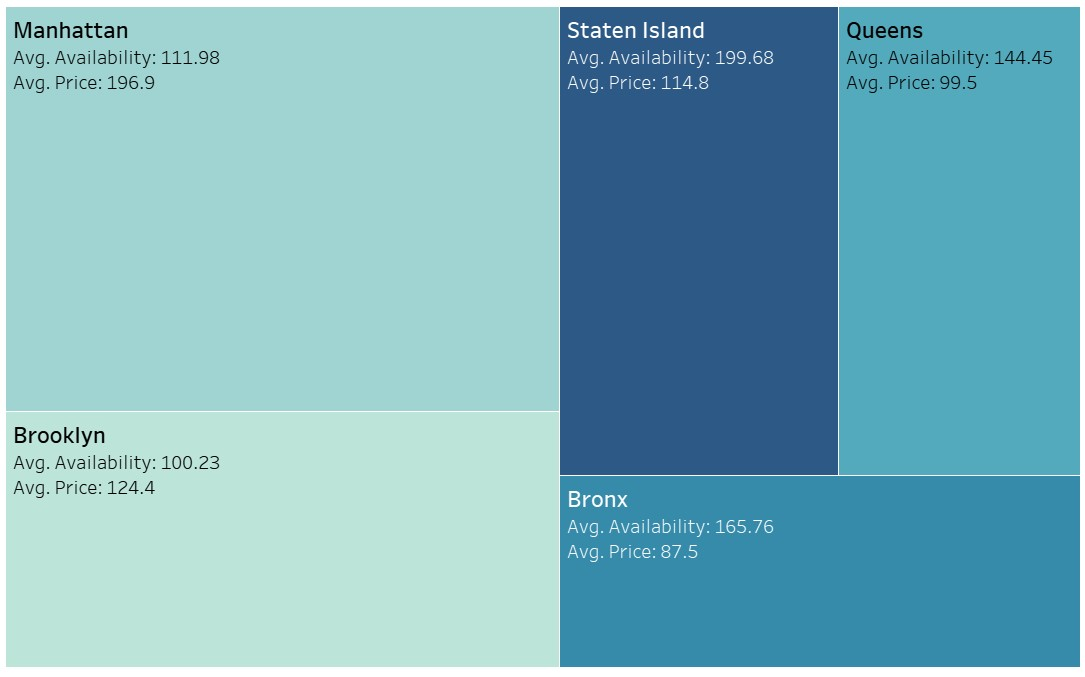 Manhattan
Avg. Availability: 111.98
Avg. Price: 196.9
Staten Island
Avg. Availability: 199.68
Avg. Price: 114.8
Queens
Avg. Availability: 144.45
Avg. Price: 99.5
Brooklyn
Avg. Availability: 100.23
Avg. Price: 124.4
Bronx
Avg. Availability: 165.76
Avg. Price: 87.5